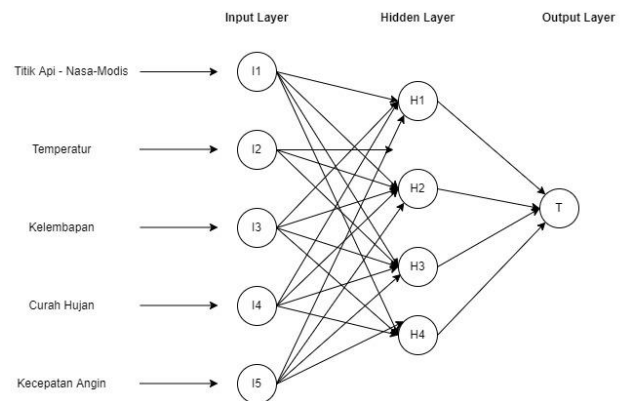 Input Layer
Hidden Layer
Output Layer
Titik Api - Nasa-Modis
I1
H1
Temperatur
I2
H2
T
Kelembapan
I3
H3
Curah Hujan
I4
H4
Kecepatan Angin
I5